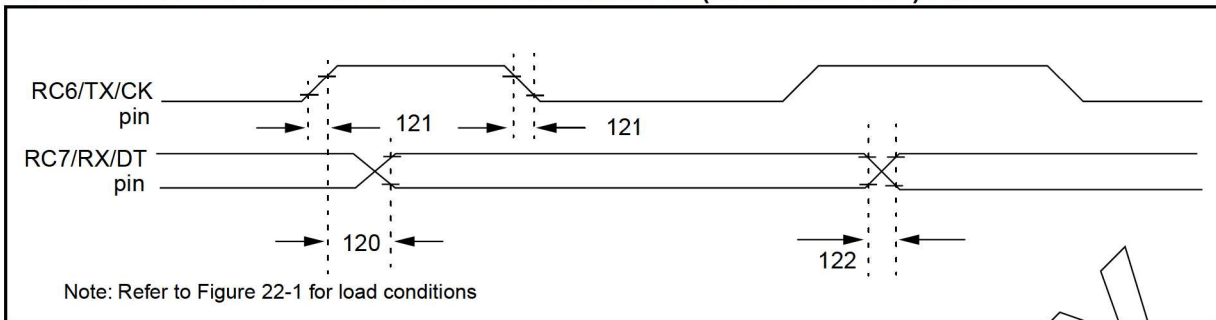 RC6/TX/CK
pin
121
121
RC7/RX/DT
pin
120
122
Note: Refer to Figure 22-1 for load conditions